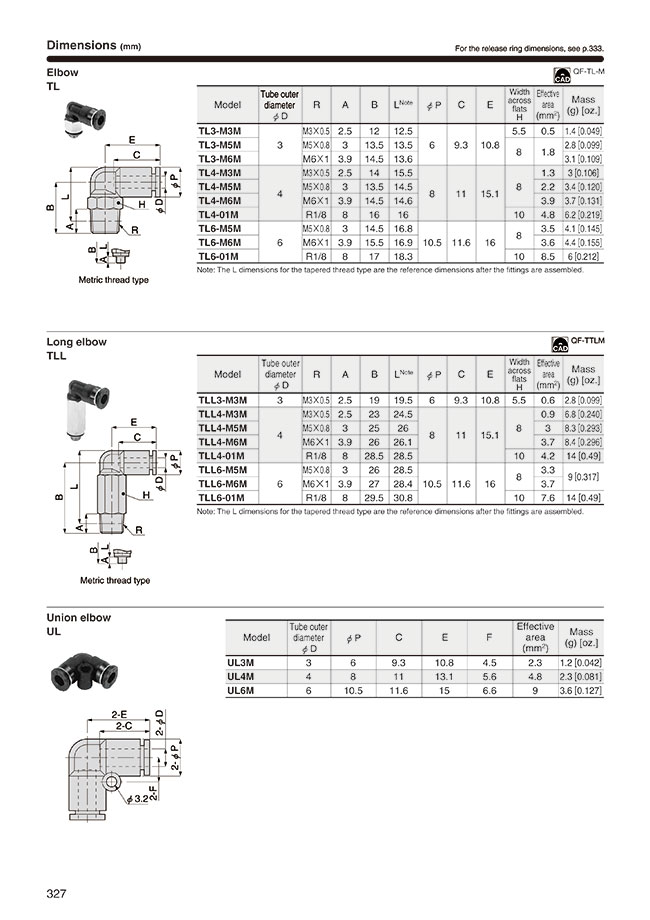 Dimensions (mm)
For the release ring dimensions, see p.333.
Elbow
TL
CAD QF-TL-M
Model | Tube outer diameter φD | R | A | B | L Note | φP | C | E | Width across flats H | Effective area (mm²) | Mass (g) [oz.]
TL3-M3M | 3 | M3×0.5 | 2.5 | 12 | 12.5 | 6 | 9.3 | 10.8 | 5.5 | 0.5 | 1.4 [0.049]
TL3-M5M | M5×0.8 | 3 | 13.5 | 13.5 | 8 | 1.8 | 2.8 [0.099]
TL3-M6M | M6×1 | 3.9 | 14.5 | 13.6 | 3.1 [0.109]
TL4-M3M | 4 | M3×0.5 | 2.5 | 14 | 15.5 | 8 | 11 | 15.1 | 8 | 1.3 | 3 [0.106]
TL4-M5M | M5×0.8 | 3 | 13.5 | 14.5 | 2.2 | 3.4 [0.120]
TL4-M6M | M6×1 | 3.9 | 14.5 | 14.6 | 3.9 | 3.7 [0.131]
TL4-01M | R1/8 | 8 | 16 | 16 | 10 | 4.8 | 6.2 [0.219]
TL6-M5M | 6 | M5×0.8 | 3 | 14.5 | 16.8 | 10.5 | 11.6 | 16 | 8 | 3.5 | 4.1 [0.145]
TL6-M6M | M6×1 | 3.9 | 15.5 | 16.9 | 3.6 | 4.4 [0.155]
TL6-01M | R1/8 | 8 | 17 | 18.3 | 10 | 8.5 | 6 [0.212]
Note: The L dimensions for the tapered thread type are the reference dimensions after the fittings are assembled.
E
C
B
L
A
H
R
φD
φP
B
L
A
Metric thread type
Long elbow
TLL
CAD QF-TTLM
Model | Tube outer diameter φD | R | A | B | L Note | φP | C | E | Width across flats H | Effective area (mm²) | Mass (g) [oz.]
TLL3-M3M | 3 | M3×0.5 | 2.5 | 19 | 19.5 | 6 | 9.3 | 10.8 | 5.5 | 0.6 | 2.8 [0.099]
TLL4-M3M | 4 | M3×0.5 | 2.5 | 23 | 24.5 | 8 | 11 | 15.1 | 8 | 0.9 | 6.8 [0.240]
TLL4-M5M | M5×0.8 | 3 | 25 | 26 | 3 | 8.3 [0.293]
TLL4-M6M | M6×1 | 3.9 | 26 | 26.1 | 3.7 | 8.4 [0.296]
TLL4-01M | R1/8 | 8 | 28.5 | 28.5 | 10 | 4.2 | 14 [0.49]
TLL6-M5M | 6 | M5×0.8 | 3 | 26 | 28.5 | 10.5 | 11.6 | 16 | 8 | 3.3 | 9 [0.317]
TLL6-M6M | M6×1 | 3.9 | 27 | 28.4 | 3.7
TLL6-01M | R1/8 | 8 | 29.5 | 30.8 | 10 | 7.6 | 14 [0.49]
Note: The L dimensions for the tapered thread type are the reference dimensions after the fittings are assembled.
E
C
B
L
A
H
R
φD
φP
B
L
A
Metric thread type
Union elbow
UL
Model | Tube outer diameter φD | φP | C | E | F | Effective area (mm²) | Mass (g) [oz.]
UL3M | 3 | 6 | 9.3 | 10.8 | 4.5 | 2.3 | 1.2 [0.042]
UL4M | 4 | 8 | 11 | 13.1 | 5.6 | 4.8 | 2.3 [0.081]
UL6M | 6 | 10.5 | 11.6 | 15 | 6.6 | 9 | 3.6 [0.127]
2-E
2-C
2-φD
2-φP
2-F
φ3.2
327